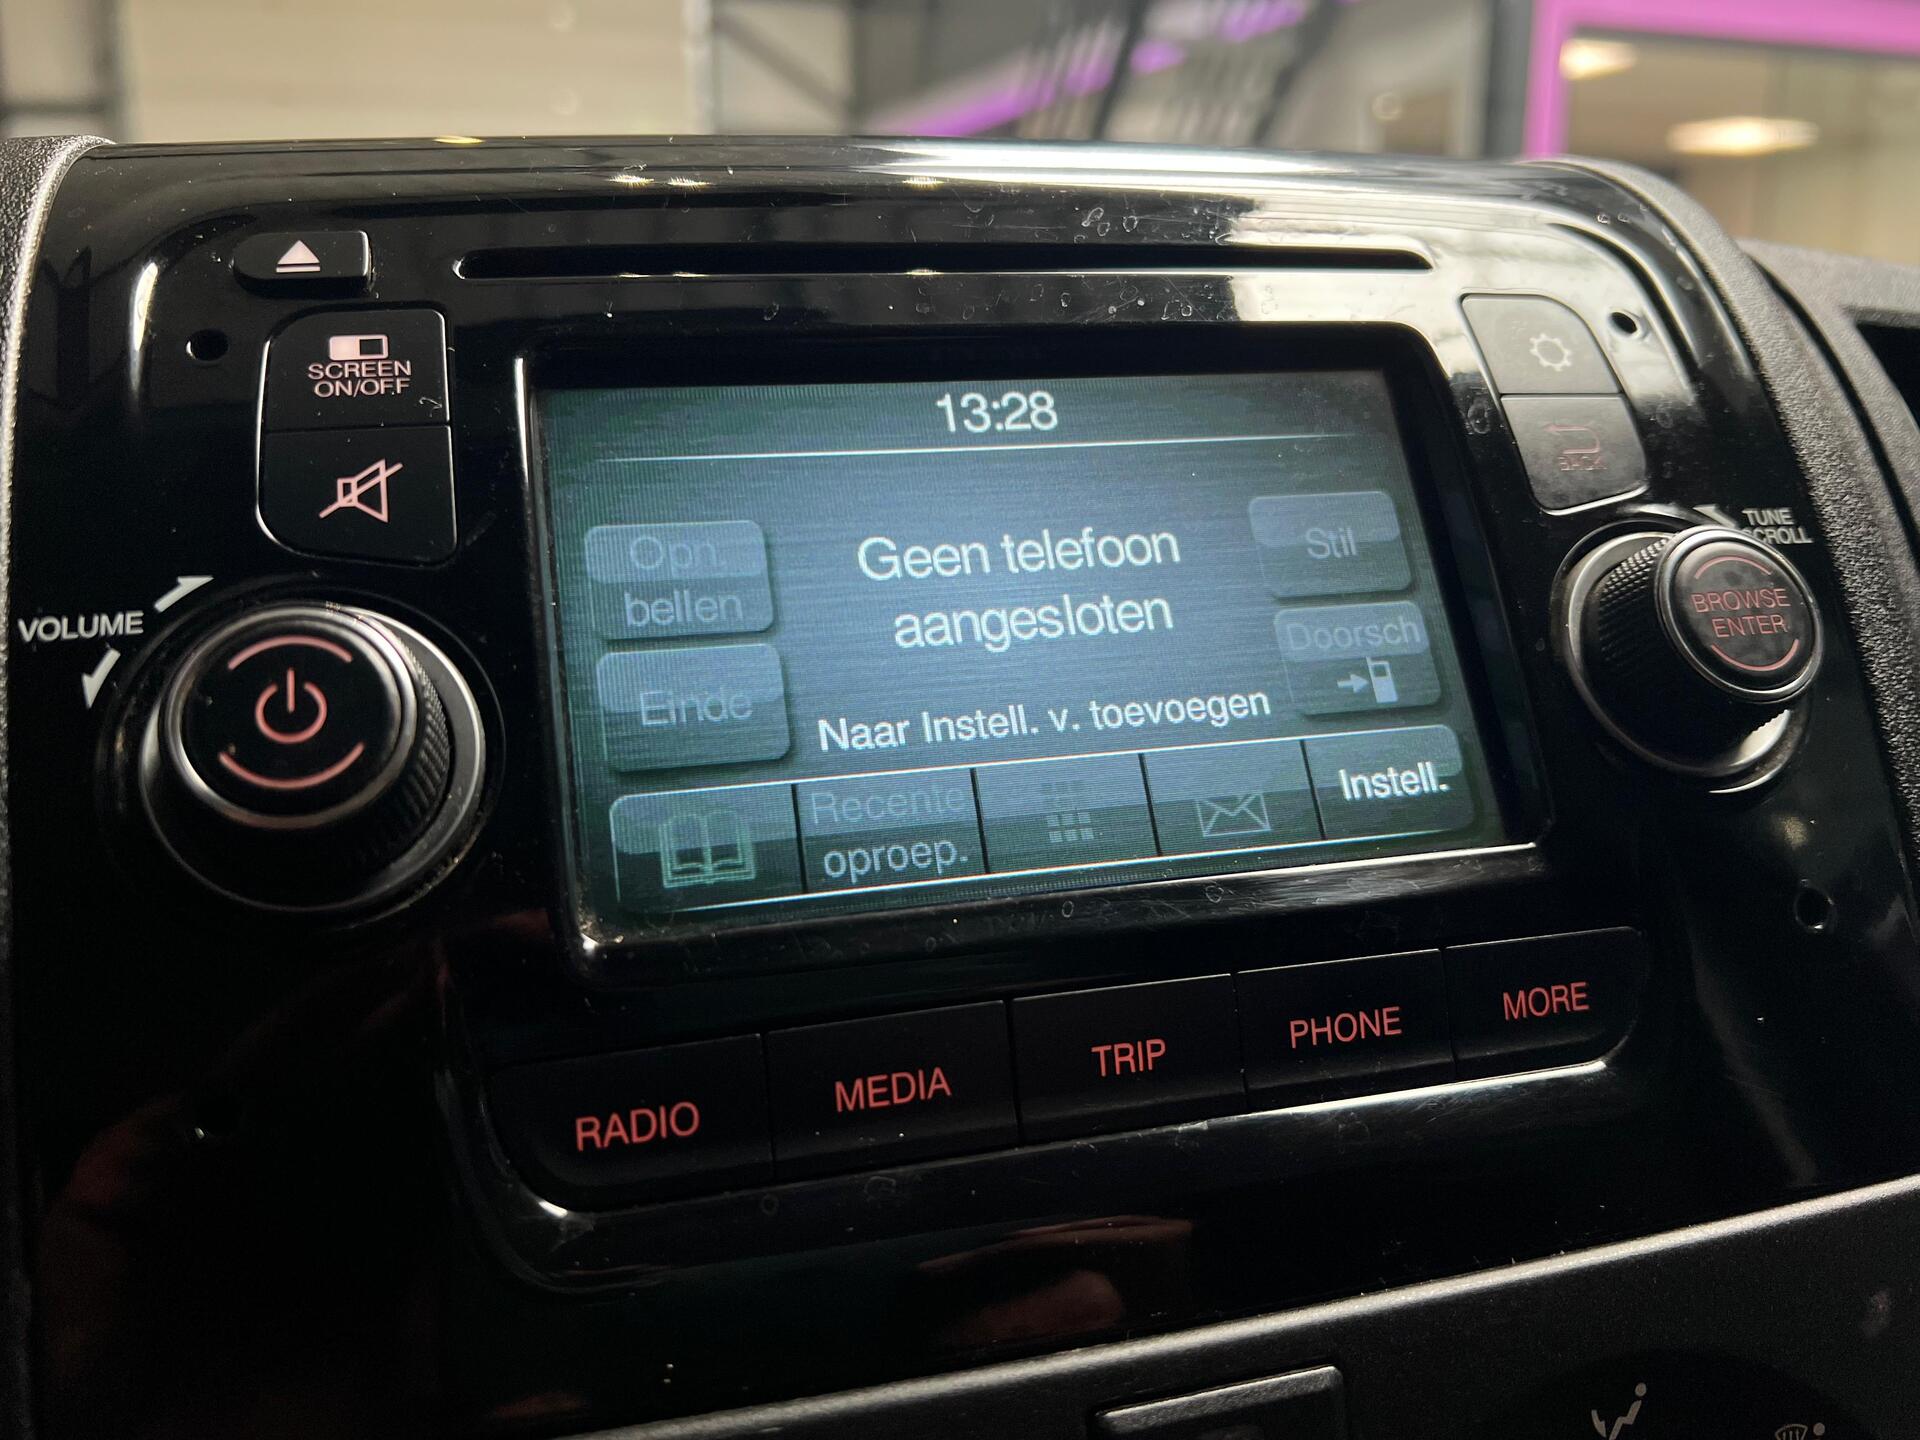 SCREEN
ON/OFF
VOLUME
13:28
Opn.
bellen
Einde
Geen telefoon
aangesloten
Naar Instell. v. toevoegen
Stil
Doorsch
Recente
oproep.
Instell.
BACK
TUNE
SCROLL
BROWSE
ENTER
RADIO
MEDIA
TRIP
PHONE
MORE